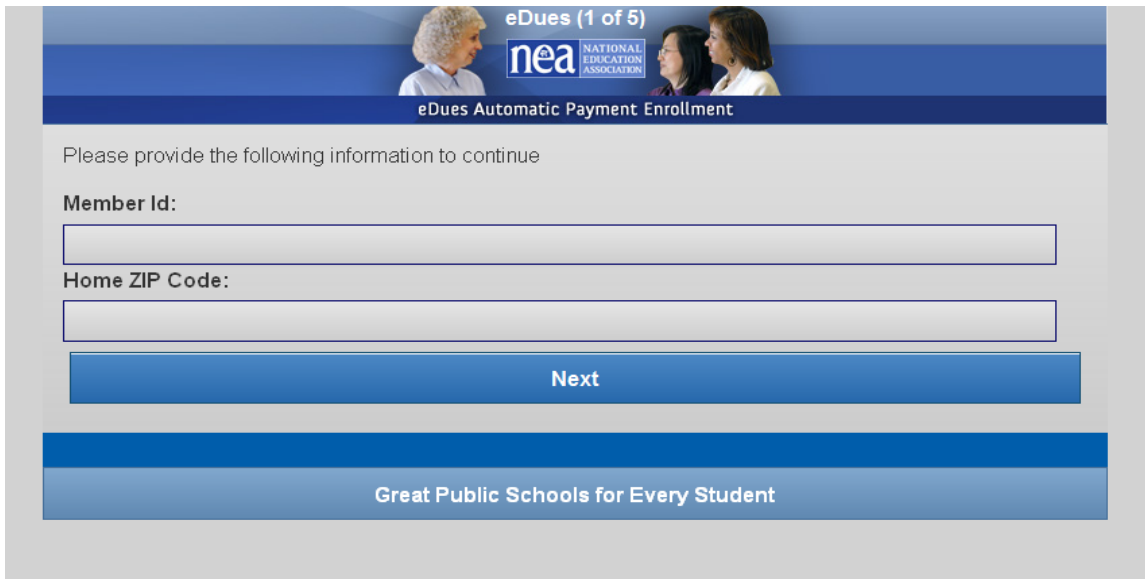 eDues (1 of 5)
nea NATIONAL
EDUCATION
ASSOCIATION
eDues Automatic Payment Enrollment
Please provide the following information to continue
Member Id:
Home ZIP Code:
Next
Great Public Schools for Every Student